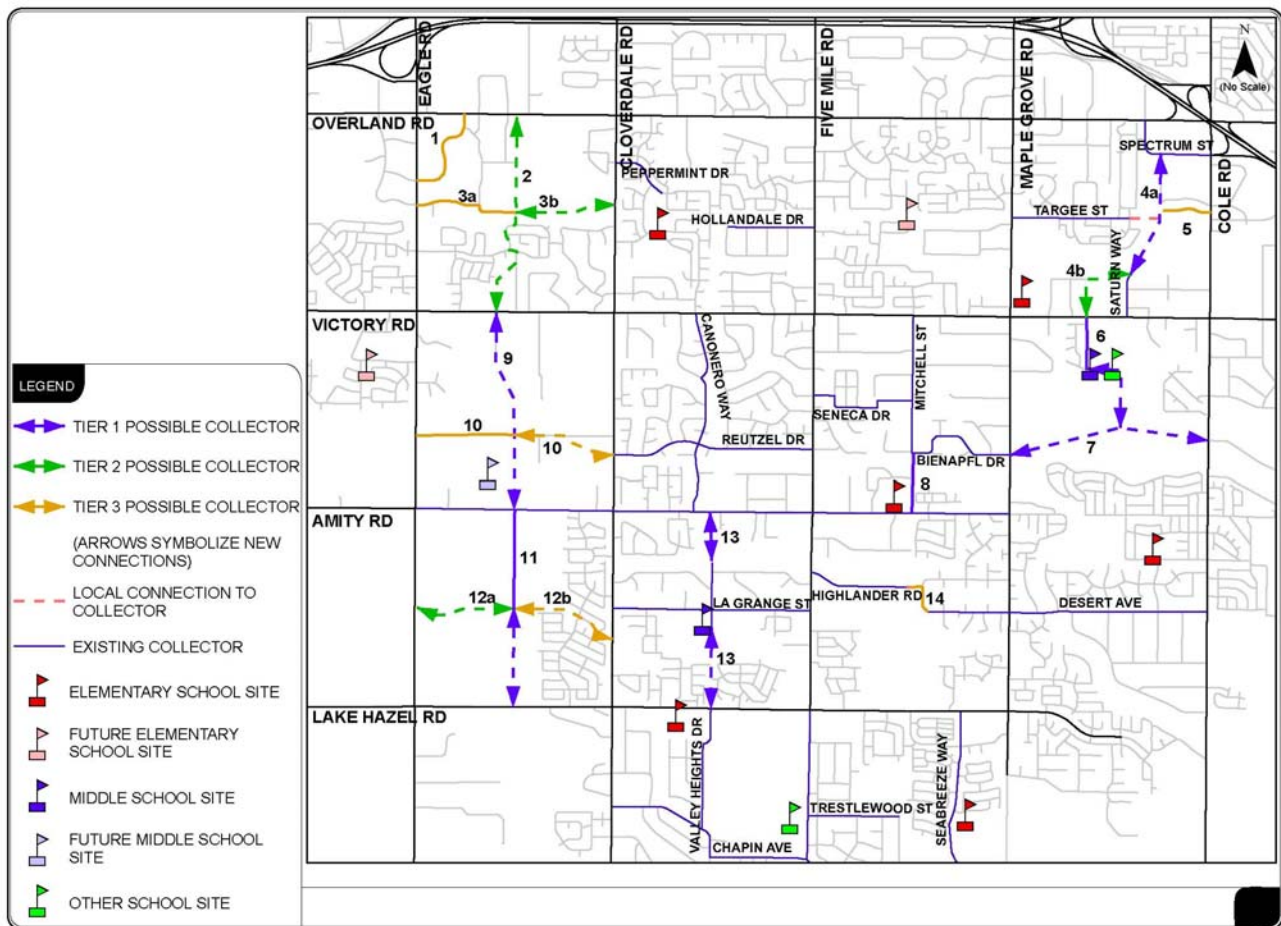 EAGLE RD
CLOVERDALE RD
FIVE MILE RD
MAPLE GROVE RD
COLE RD
N
(No Scale)
OVERLAND RD
SPECTRUM ST
PEPPERMINT DR
HOLLANDALE DR
TARGEE ST
SATURN WAY
1
2
3a
3b
4a
5
4b
VICTORY RD
CANONERO WAY
MITCHELL ST
6
9
SENECA DR
10
10
REUTZEL DR
BIENAPFL DR
7
8
AMITY RD
11
13
12a
12b
LA GRANGE ST
HIGHLANDER RD
14
DESERT AVE
13
LAKE HAZEL RD
VALLEY HEIGHTS DR
SEABREEZE WAY
TRESTLEWOOD ST
CHAPIN AVE
LEGEND
TIER 1 POSSIBLE COLLECTOR
TIER 2 POSSIBLE COLLECTOR
TIER 3 POSSIBLE COLLECTOR
(ARROWS SYMBOLIZE NEW
CONNECTIONS)
LOCAL CONNECTION TO
COLLECTOR
EXISTING COLLECTOR
ELEMENTARY SCHOOL SITE
FUTURE ELEMENTARY
SCHOOL SITE
MIDDLE SCHOOL SITE
FUTURE MIDDLE SCHOOL
SITE
OTHER SCHOOL SITE